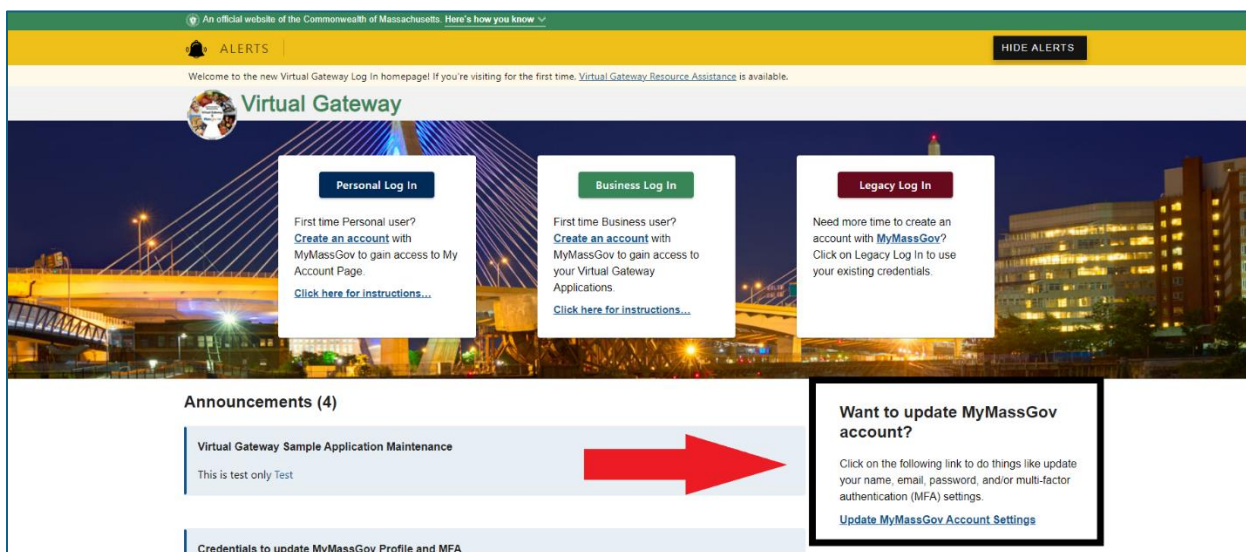 An official website of the Commonwealth of Massachusetts. Here's how you know
ALERTS
HIDE ALERTS
Welcome to the new Virtual Gateway Log In homepage! If you're visiting for the first time. Virtual Gateway Resource Assistance is available.
Virtual Gateway
Personal Log In
First time Personal user?
Create an account with
MyMassGov to gain access to My
Account Page.
Click here for instructions...
Business Log In
First time Business user?
Create an account with
MyMassGov to gain access to
your Virtual Gateway
Applications.
Click here for instructions...
Legacy Log In
Need more time to create an
account with MyMassGov?
Click on Legacy Log In to use
your existing credentials.
Announcements (4)
Virtual Gateway Sample Application Maintenance
This is test only Test
Credentials to update MyMassGov Profile and MFA
Want to update MyMassGov
account?
Click on the following link to do things like update
your name, email, password, and/or multi-factor
authentication (MFA) settings.
Update MyMassGov Account Settings